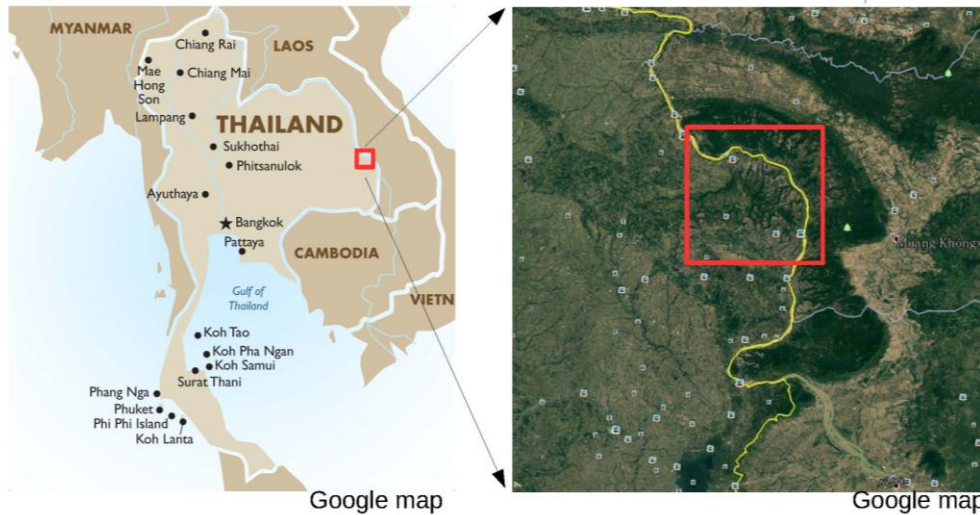 MYANMAR
Chiang Rai
LAOS
Mae
Hong
Son
Chiang Mai
Lampang
THAILAND
Sukhothai
Phitsanulok
Ayuthaya
Bangkok
Pattaya
CAMBODIA
Gulf of
Thailand
VIETN
Koh Tao
Koh Pha Ngan
Koh Samui
Surat Thani
Phang Nga
Phuket
Phi Phi Island
Koh Lanta
Google map
Muang Khongx
Google map